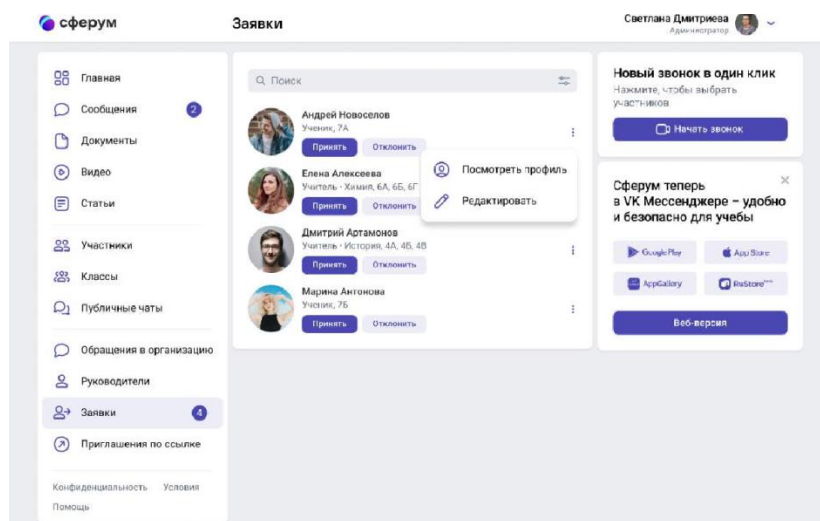 сферум
Заявки
Светлана Дмитриева
Администратор
Главная
Сообщения 2
Документы
Видео
Статьи
Участники
Классы
Публичные чаты
Обращения в организацию
Руководители
Заявки 4
Приглашения по ссылке
Конфиденциальность Условия
Помощь
Поиск
Андрей Новоселов
Ученик, 7А
Принять Отклонить
Елена Алексеева
Учитель - Химия, 6А, 6Б, 6Г
Принять Отклонить
Дмитрий Артамонов
Учитель - История, 4А, 4Б, 4В
Принять Отклонить
Марина Антонова
Ученик, 7Б
Принять Отклонить
Посмотреть профиль
Редактировать
Новый звонок в один клик
Нажмите, чтобы выбрать
участников
Начать звонок
Сферум теперь
в VK Мессенджере – удобно
и безопасно для учебы
Google Play App Store
AppGallery RuStore
Веб-версия